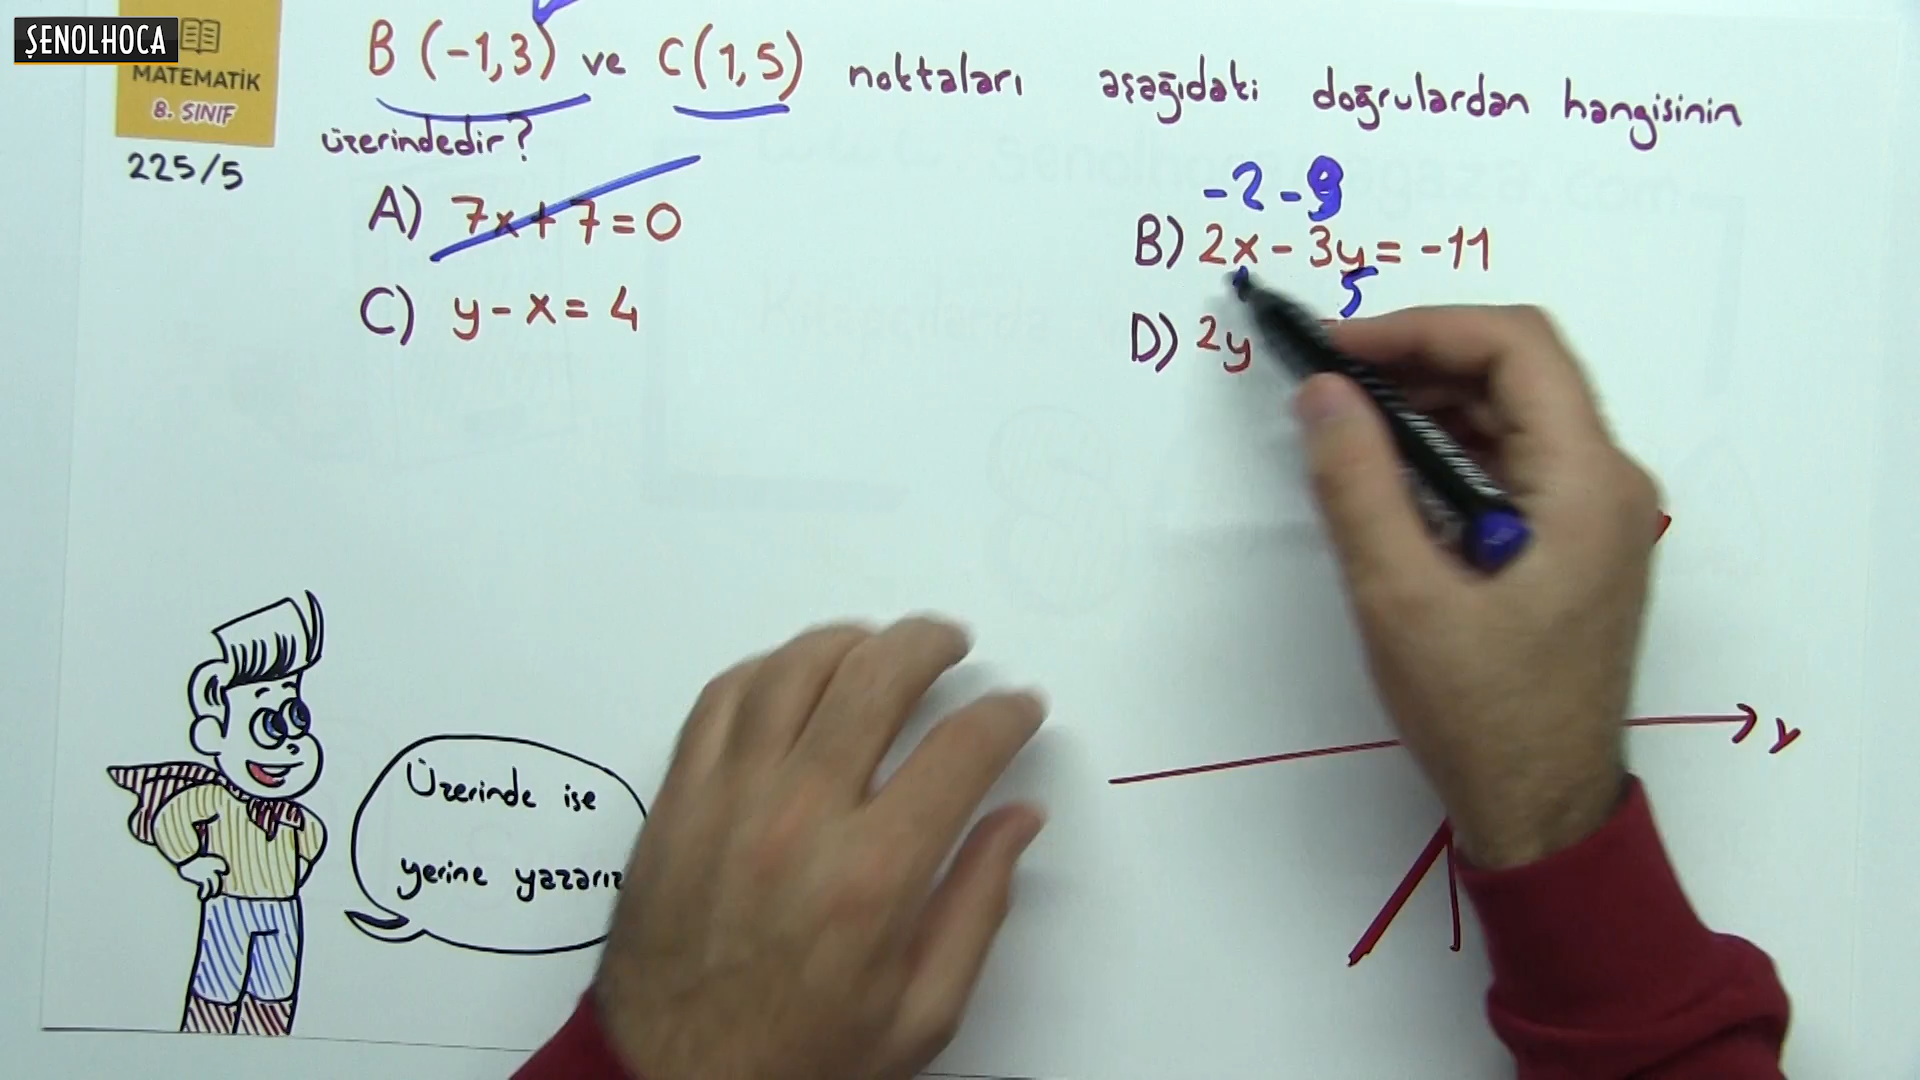 ŞENOLHOCA
MATEMATİK
8. SINIF
225/5
B (-1,3) ve C(1,5) noktaları aşağıdaki doğrulardan hangisinin
üzerindedir?
A) 7x+7=0
-2 -9
B) 2x-3y=-11
5
C) y-x=4
D) 2y
Üzerinde ise
yerine yazarız
y